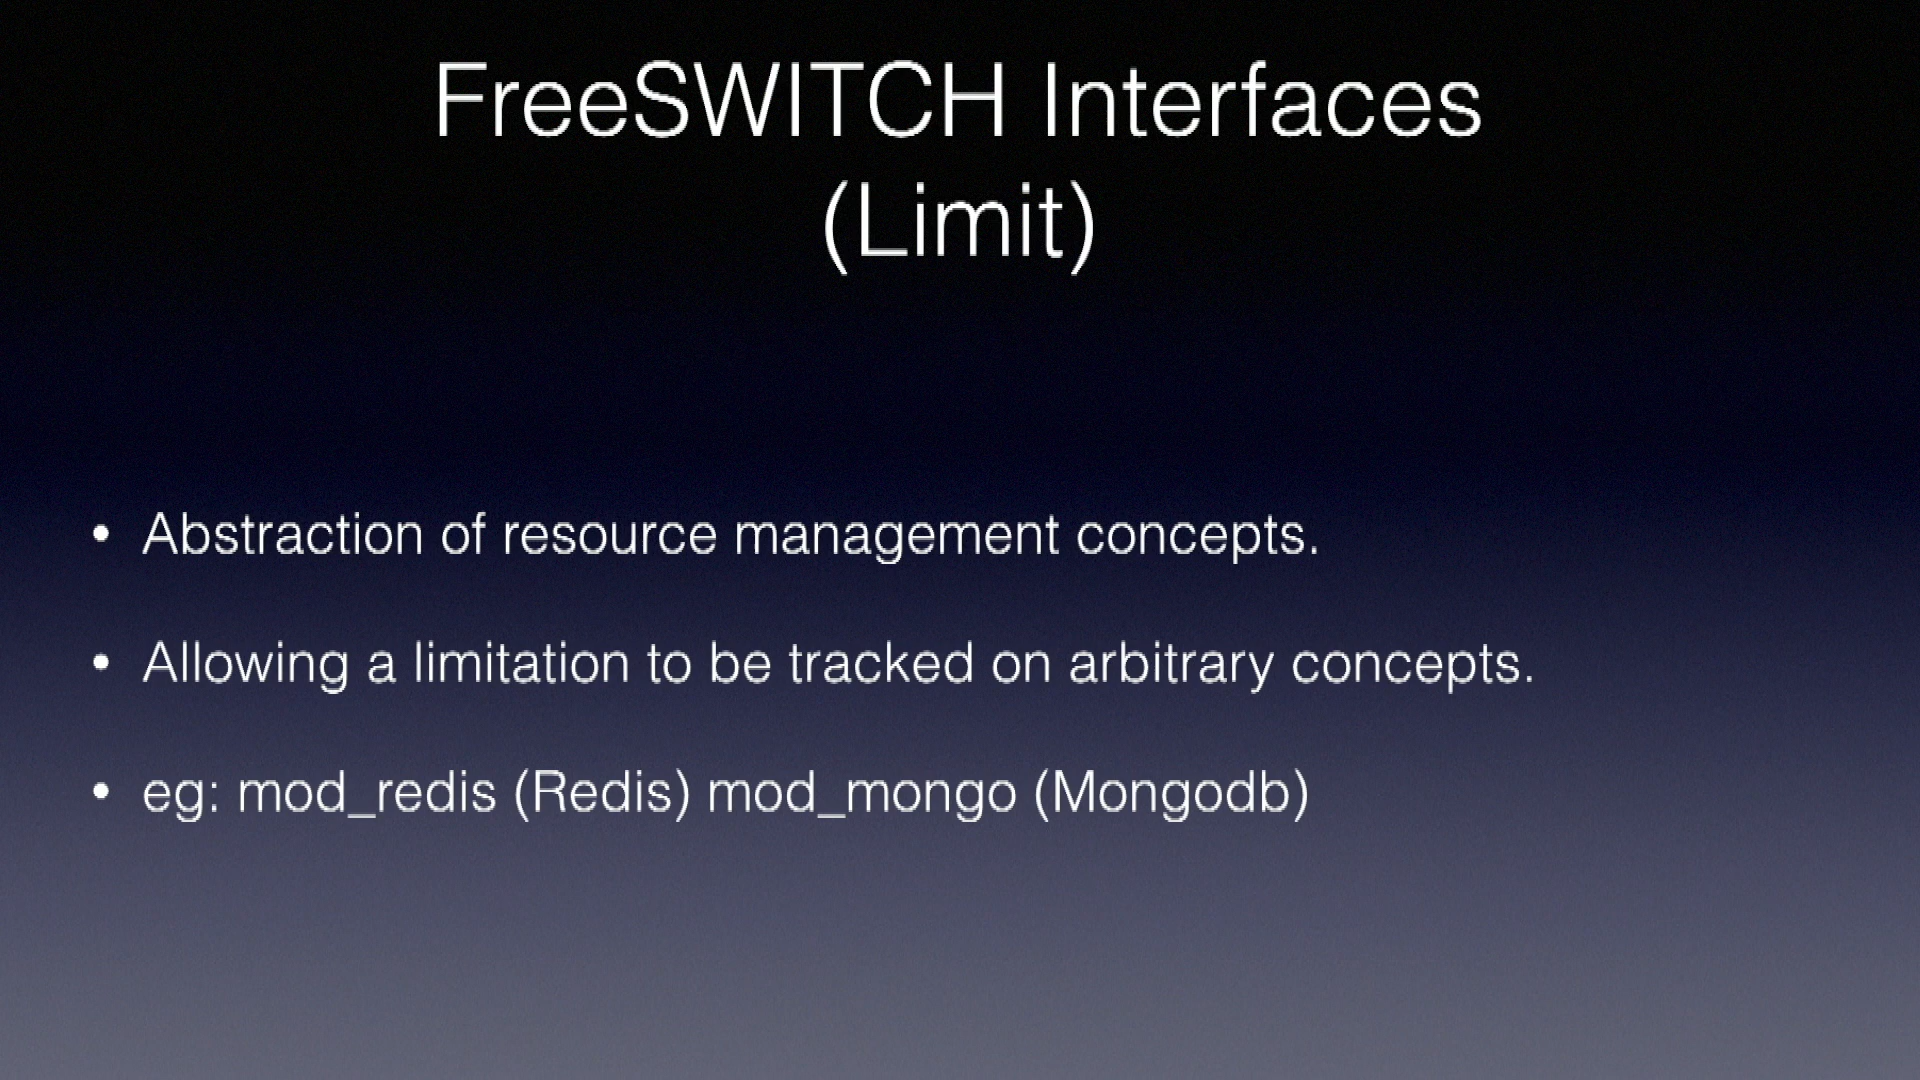 FreeSWITCH Interfaces
(Limit)
• Abstraction of resource management concepts.
• Allowing a limitation to be tracked on arbitrary concepts.
• eg: mod_redis (Redis) mod_mongo (Mongodb)